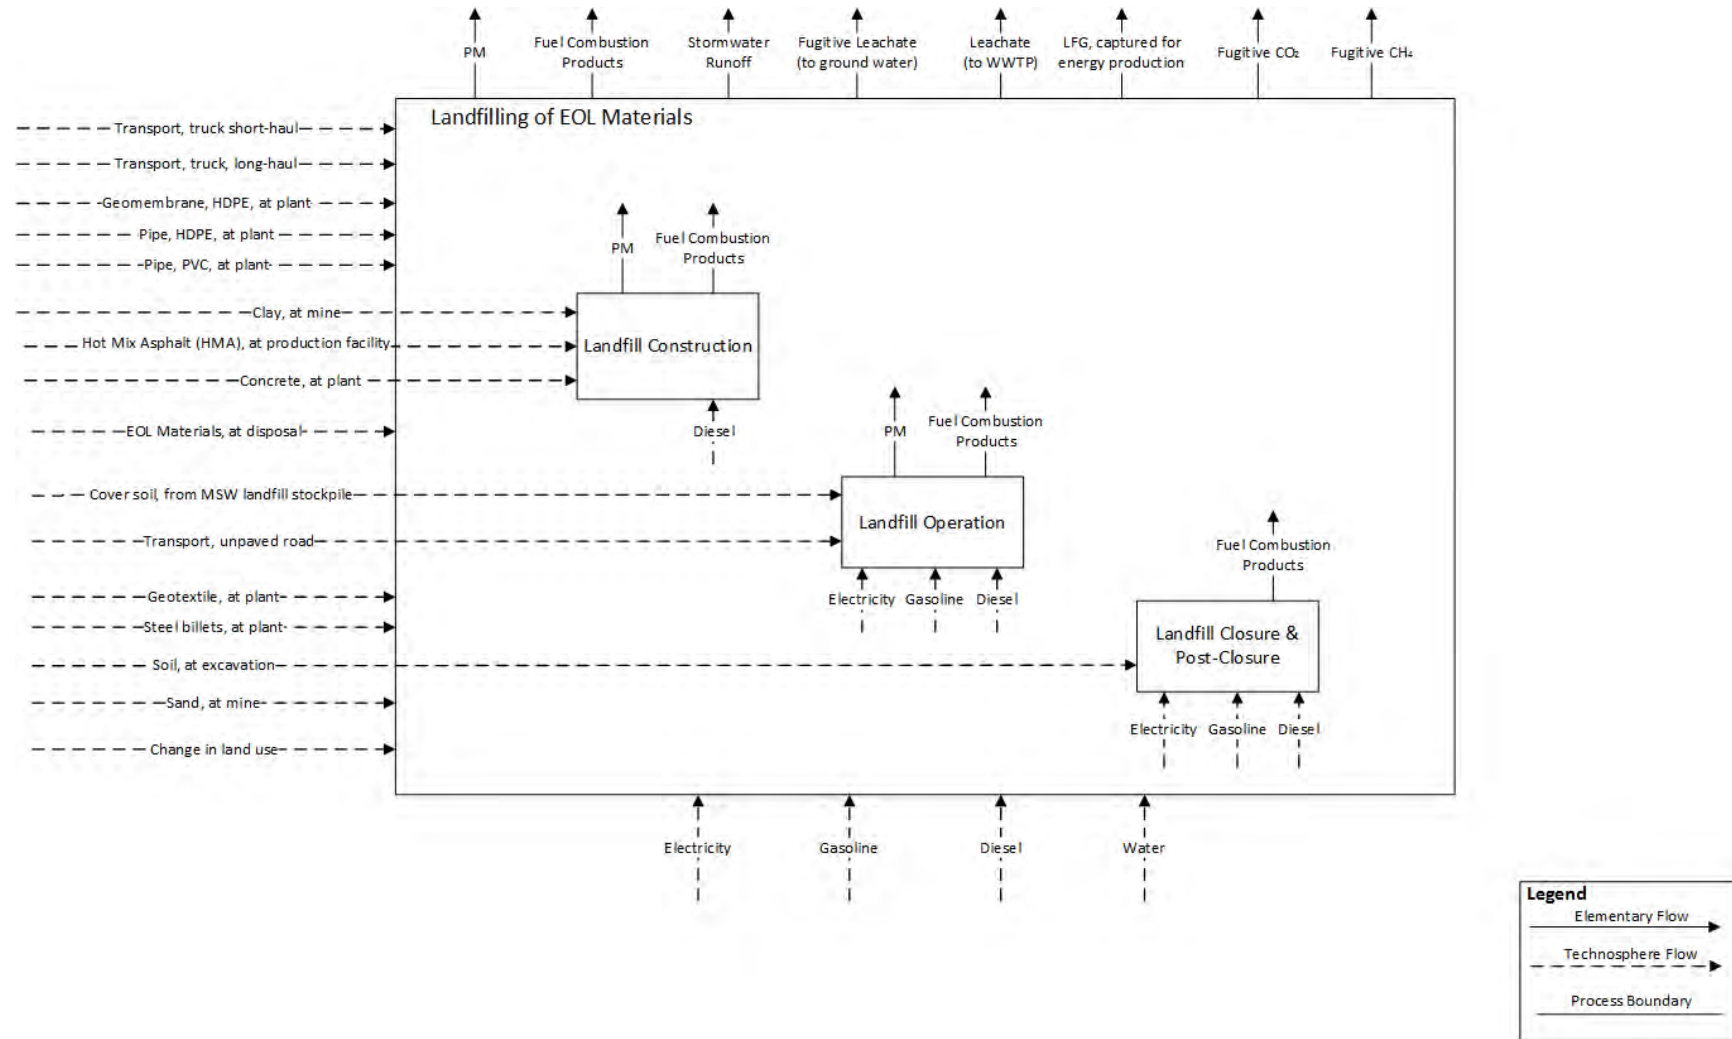 PM
Fuel Combustion
Products
Stormwater
Runoff
Fugitive Leachate
(to ground water)
Leachate
(to WWTP)
LFG, captured for
energy production
Fugitive CO₂
Fugitive CH₄
Landfilling of EOL Materials
Transport, truck short-haul
Transport, truck, long-haul
Geomembrane, HDPE, at plant
Pipe, HDPE, at plant
Pipe, PVC, at plant
Clay, at mine
Hot Mix Asphalt (HMA), at production facility
Concrete, at plant
EOL Materials, at disposal
Cover soil, from MSW landfill stockpile
Transport, unpaved road
Geotextile, at plant
Steel billets, at plant
Soil, at excavation
Sand, at mine
Change in land use
PM
Fuel Combustion
Products
Landfill Construction
Diesel
PM
Fuel Combustion
Products
Landfill Operation
Electricity
Gasoline
Diesel
Fuel Combustion
Products
Landfill Closure &
Post-Closure
Electricity
Gasoline
Diesel
Electricity
Gasoline
Diesel
Water
Legend
Elementary Flow
Technosphere Flow
Process Boundary